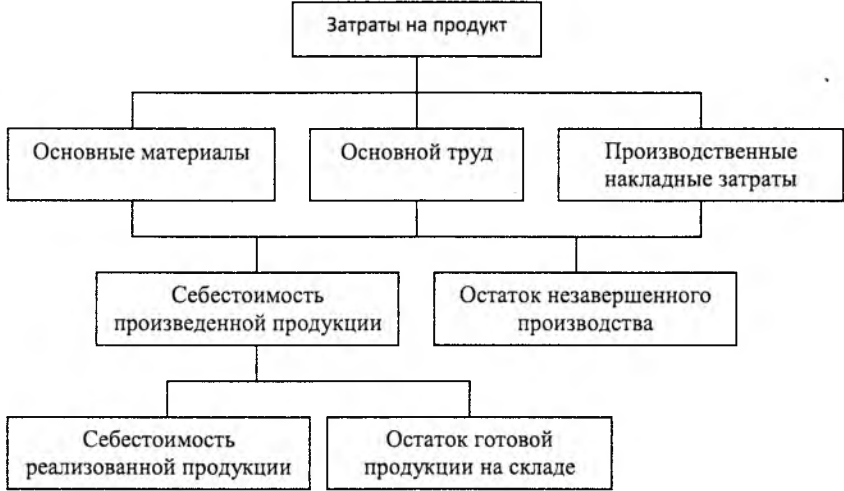 Затраты на продукт
Основные материалы
Основной труд
Производственные
накладные затраты
Себестоимость
произведенной продукции
Остаток незавершенного
производства
Себестоимость
реализованной продукции
Остаток готовой
продукции на складе